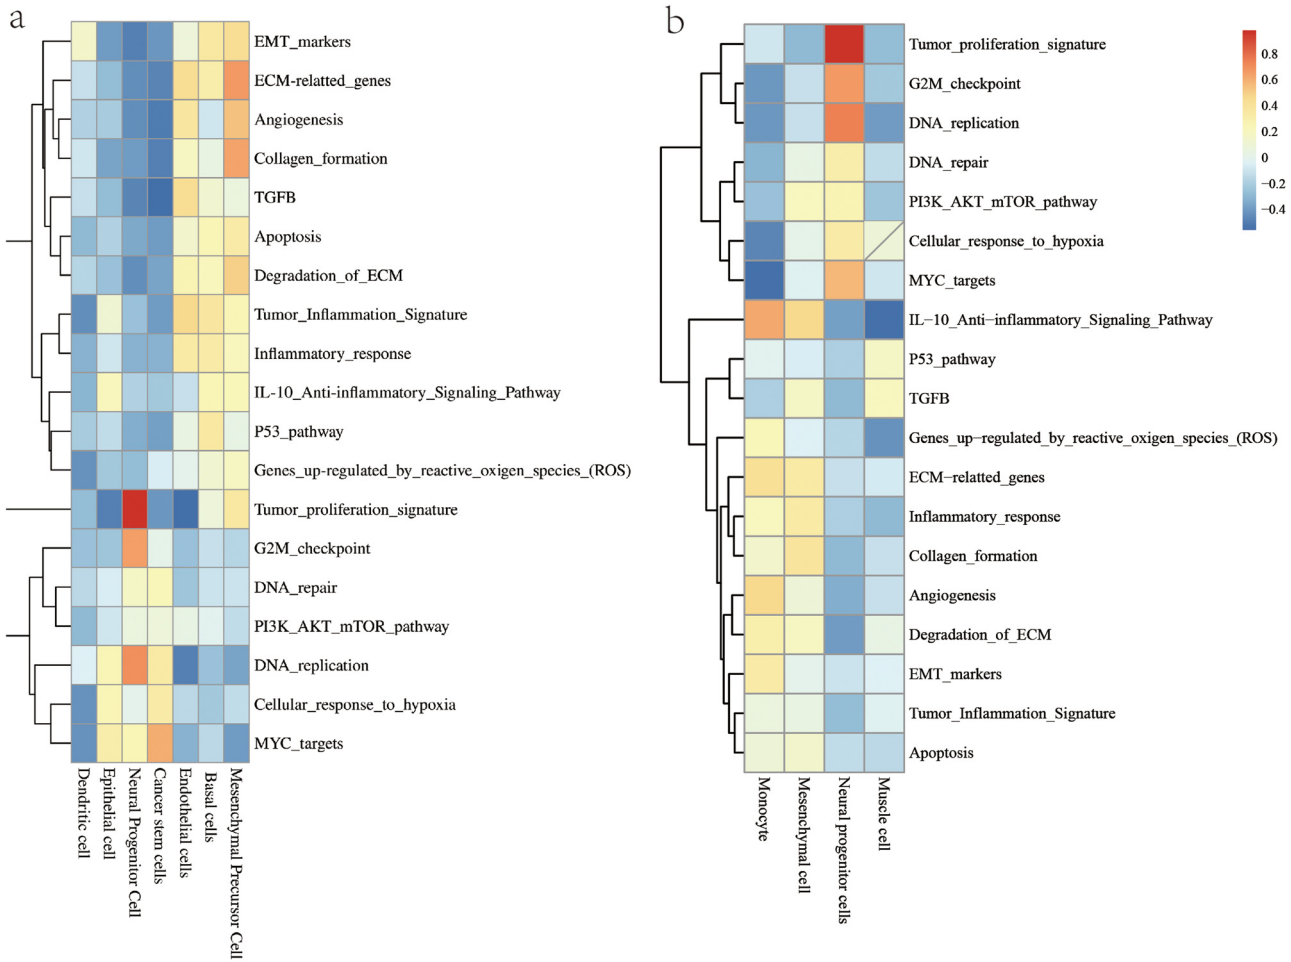 a
EMT_markers
ECM-relatted_genes
Angiogenesis
Collagen_formation
TGFB
Apoptosis
Degradation_of_ECM
Tumor_Inflammation_Signature
Inflammatory_response
IL-10_Anti-inflammatory_Signaling_Pathway
P53_pathway
Genes_up-regulated_by_reactive_oxigen_species_(ROS)
Tumor_proliferation_signature
G2M_checkpoint
DNA_repair
PI3K_AKT_mTOR_pathway
DNA_replication
Cellular_response_to_hypoxia
MYC_targets
Dendritic cell
Epithelial cell
Neural Progenitor Cell
Cancer stem cells
Endothelial cells
Basal cells
Mesenchymal Precursor Cell
b
Tumor_proliferation_signature
G2M_checkpoint
DNA_replication
DNA_repair
PI3K_AKT_mTOR_pathway
Cellular_response_to_hypoxia
MYC_targets
IL−10_Anti−inflammatory_Signaling_Pathway
P53_pathway
TGFB
Genes_up−regulated_by_reactive_oxigen_species_(ROS)
ECM−relatted_genes
Inflammatory_response
Collagen_formation
Angiogenesis
Degradation_of_ECM
EMT_markers
Tumor_Inflammation_Signature
Apoptosis
Monocyte
Mesenchymal cell
Neural progenitor cells
Muscle cell
0.8
0.6
0.4
0.2
0
−0.2
−0.4